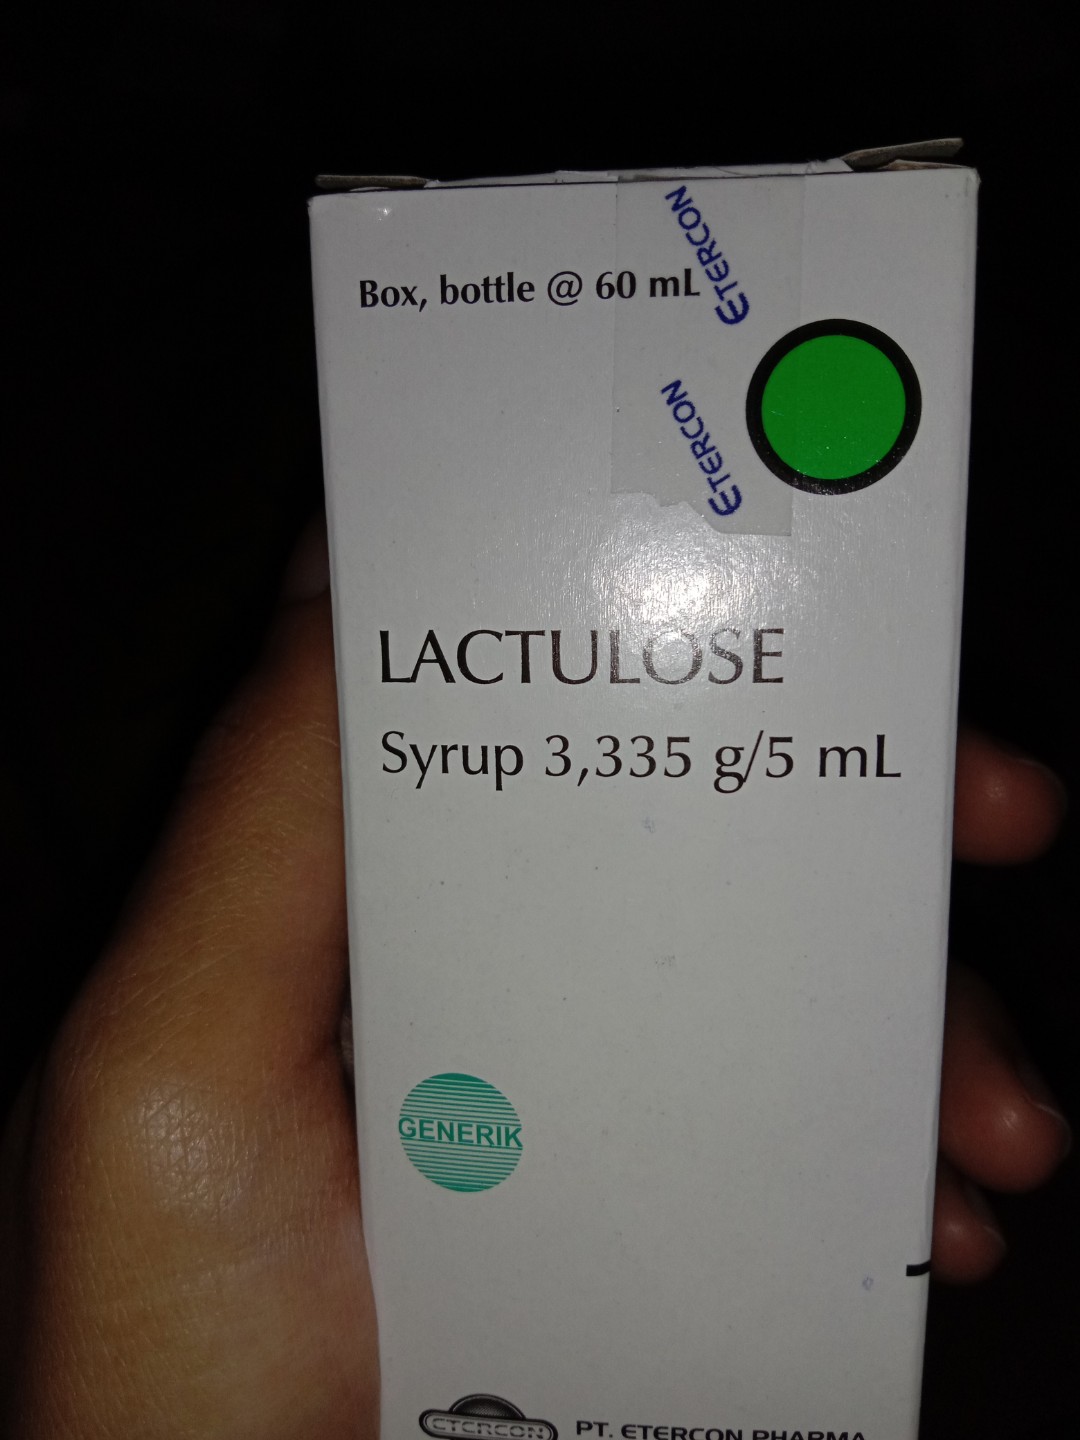 Box, bottle @ 60 mL
ETERCON
ETERCON
LACTULOSE
Syrup 3,335 g/5 mL
GENERIK
ETERCON
PT. ETERCON PHARMA